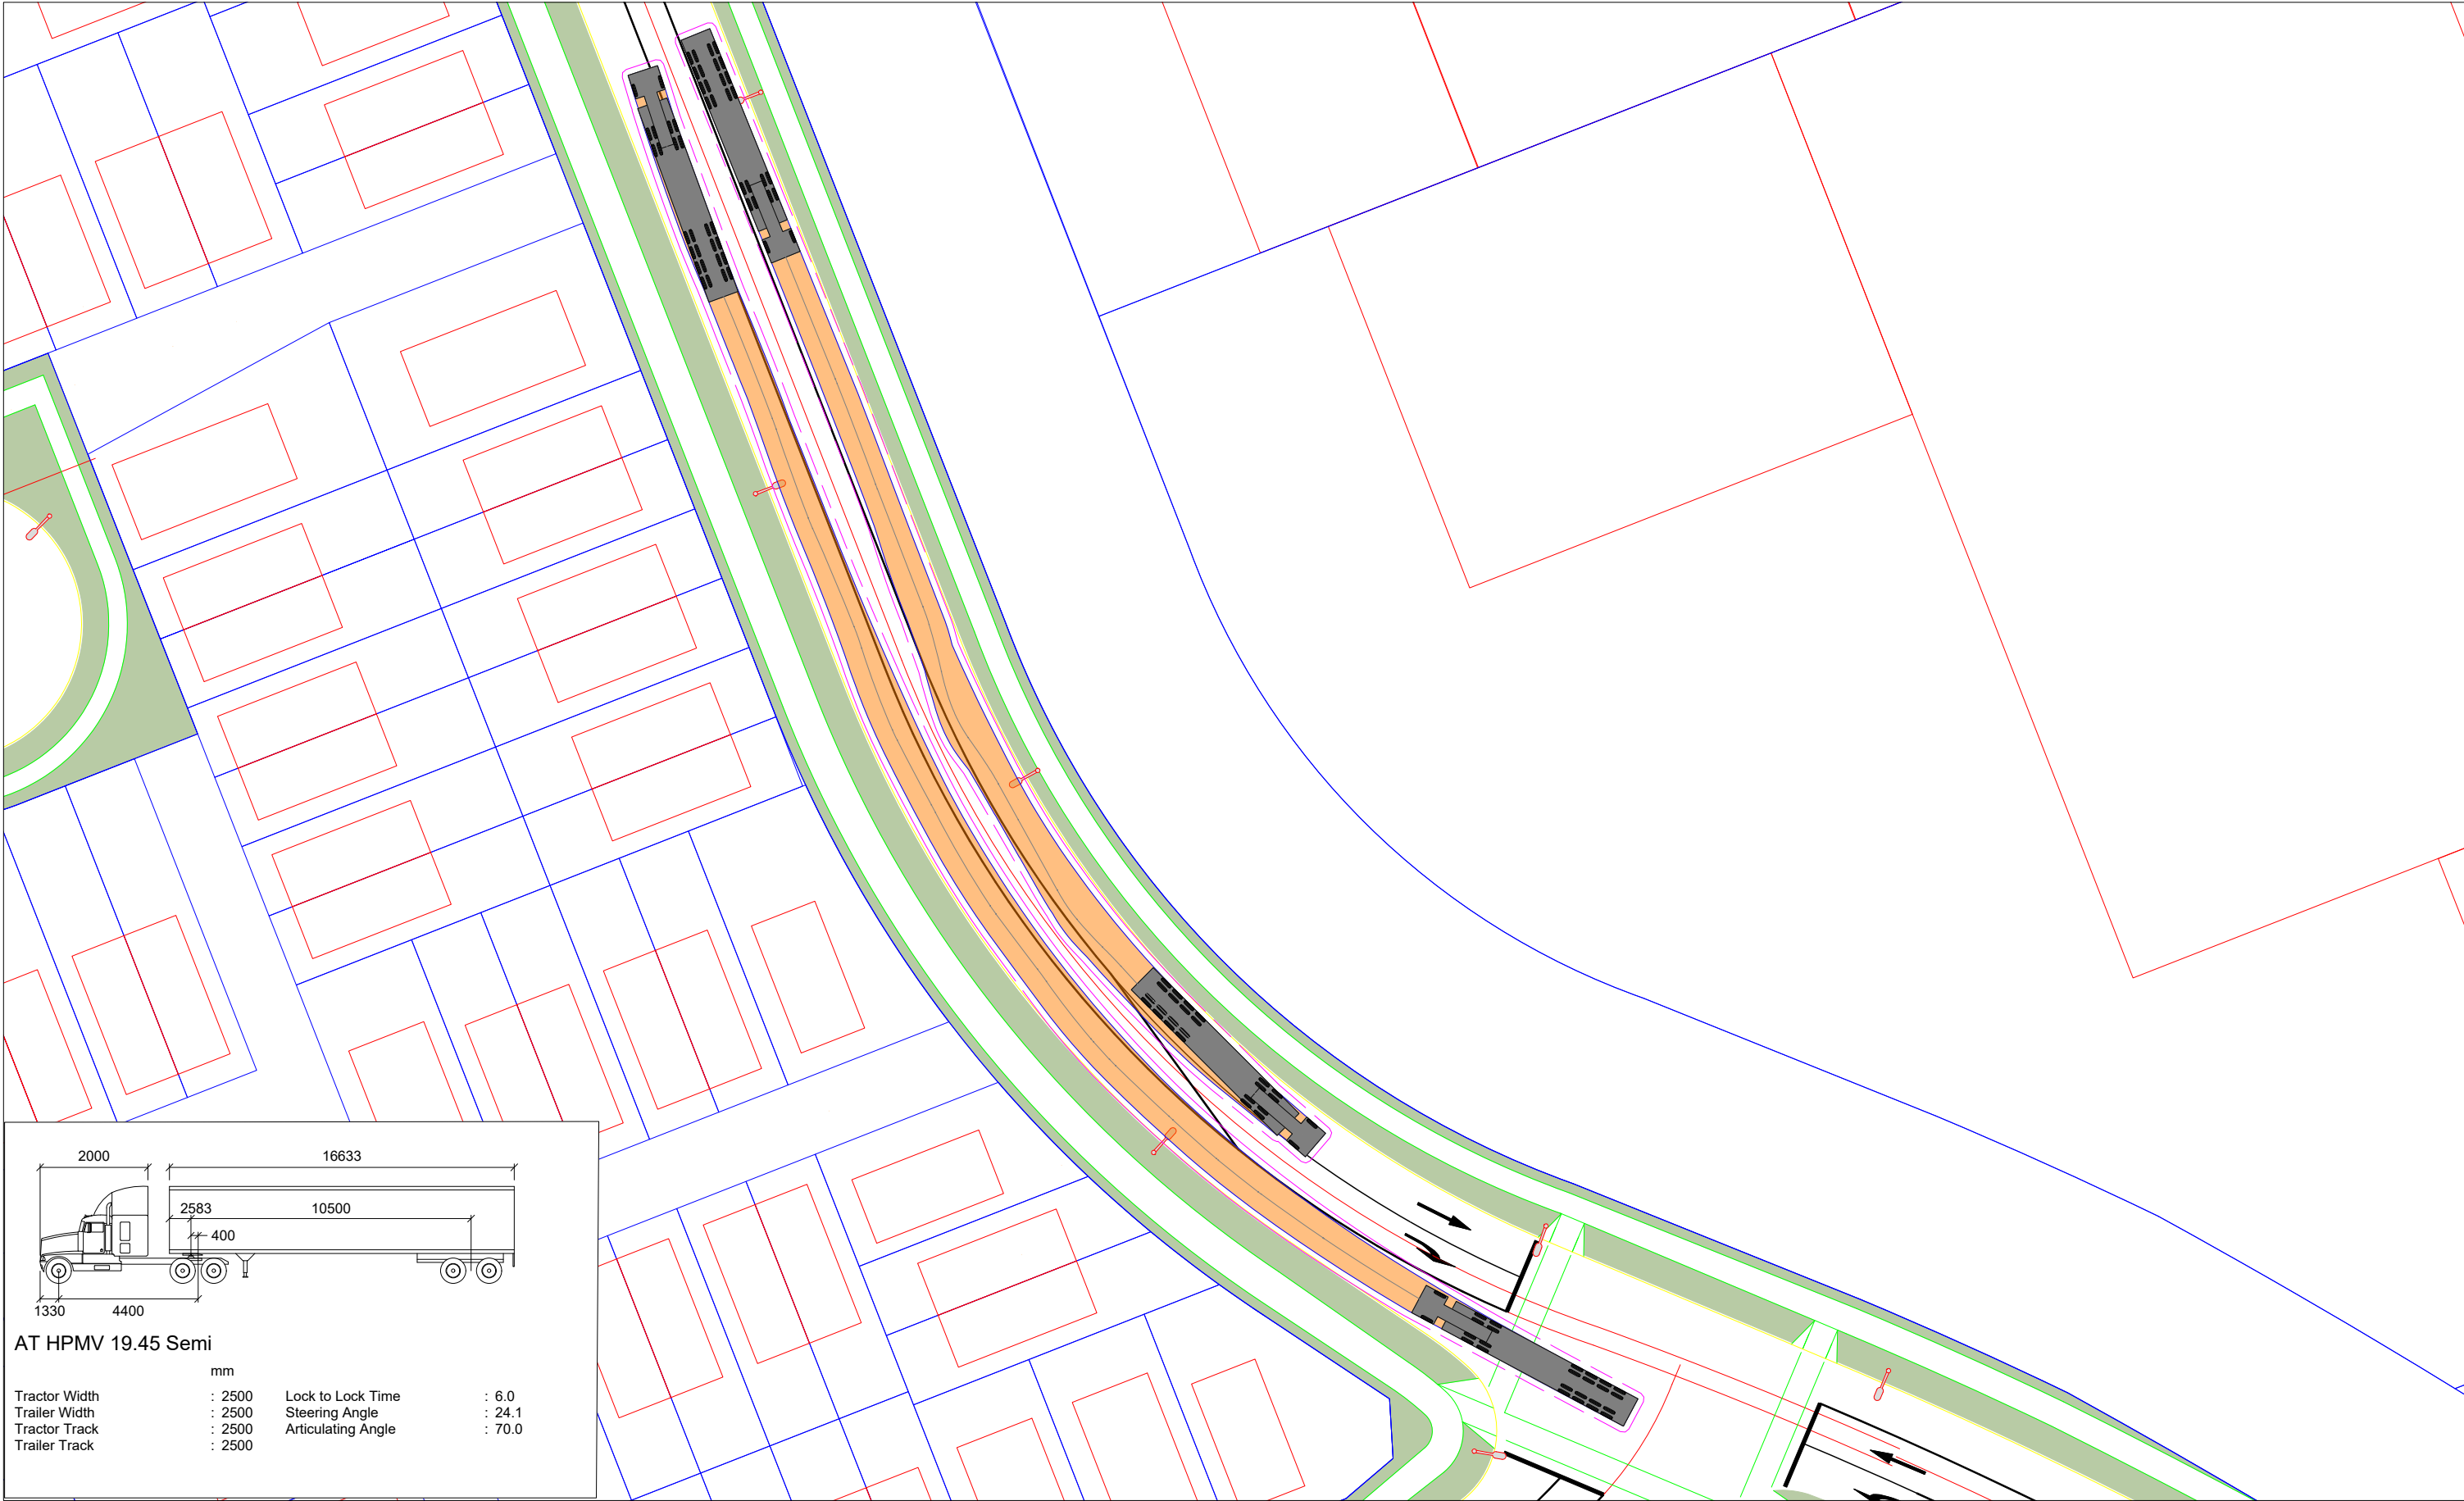 2000 16633
2583 10500
400
1330 4400
AT HPMV 19.45 Semi
mm
Tractor Width : 2500 Lock to Lock Time : 6.0
Trailer Width : 2500 Steering Angle : 24.1
Tractor Track : 2500 Articulating Angle : 70.0
Trailer Track : 2500